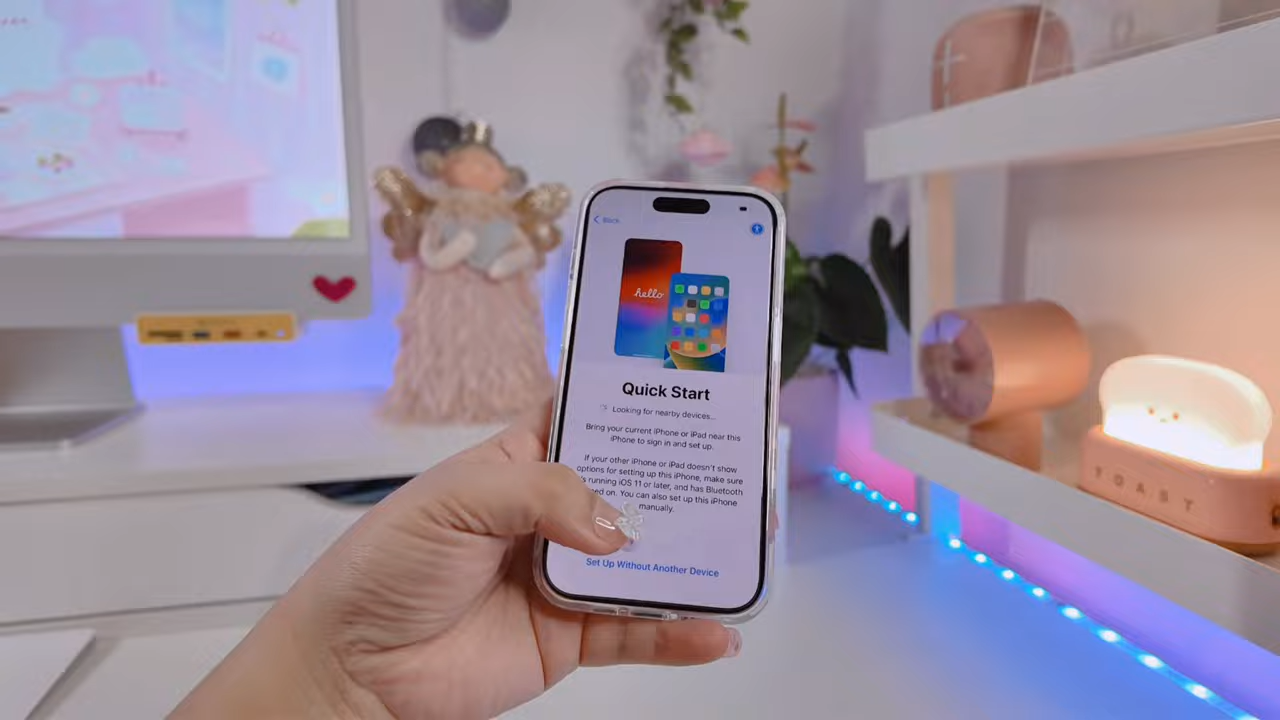 Back
hello
Quick Start
Looking for nearby devices...
Bring your current iPhone or iPad near this
iPhone to sign in and set up.
If your other iPhone or iPad doesn't show
options for setting up this iPhone, make sure
's running iOS 11 or later, and has Bluetooth
ed on. You can also set up this iPhone
manually.
Set Up Without Another Device
TOAST